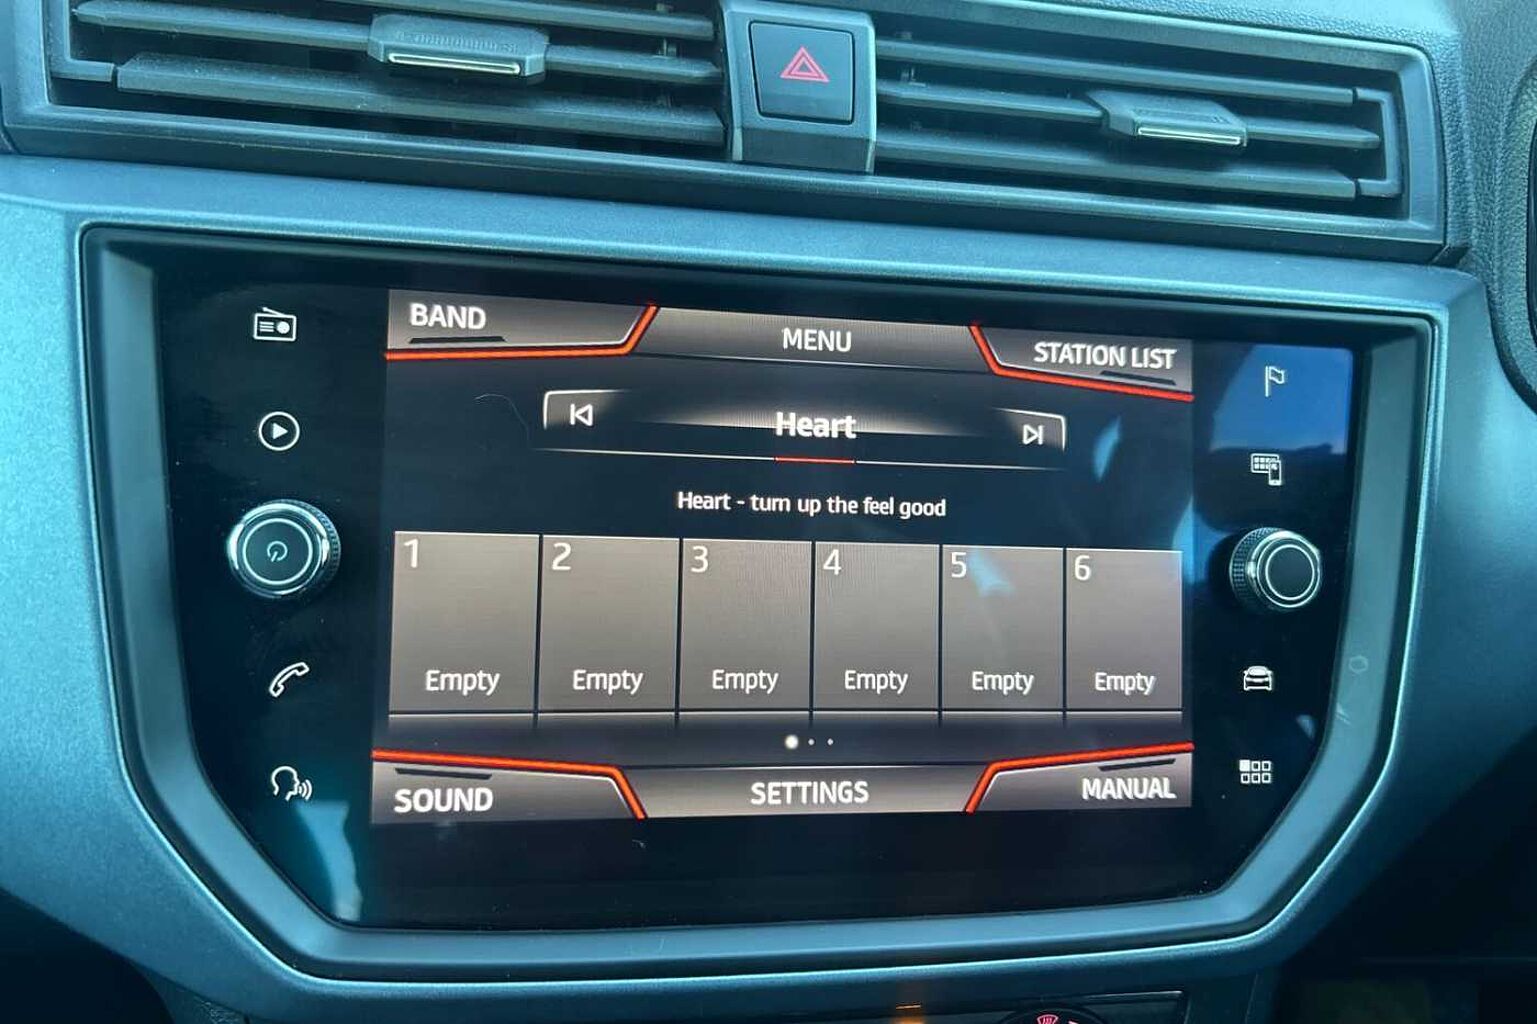 BAND
MENU
STATION LIST
Heart
Heart - turn up the feel good
1
2
3
4
5
6
Empty
Empty
Empty
Empty
Empty
Empty
SOUND
SETTINGS
MANUAL